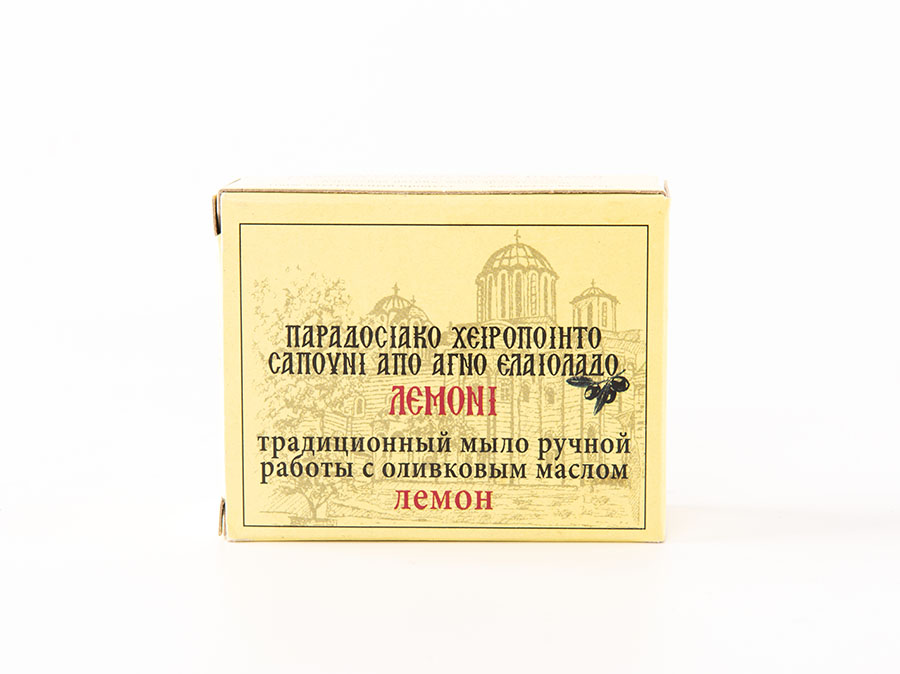 ΠΑΡΑΔΟΣΙΑΚΟ ΧΕΙΡΟΠΟΙΗΤΟ
ΣΑΠΟΥΝΙ ΑΠΟ ΑΓΝΟ ΕΛΑΙΟΛΑΔΟ
ΛΕΜΟΝΙ
традиционный мыло ручной
работы с оливковым маслом
лемон